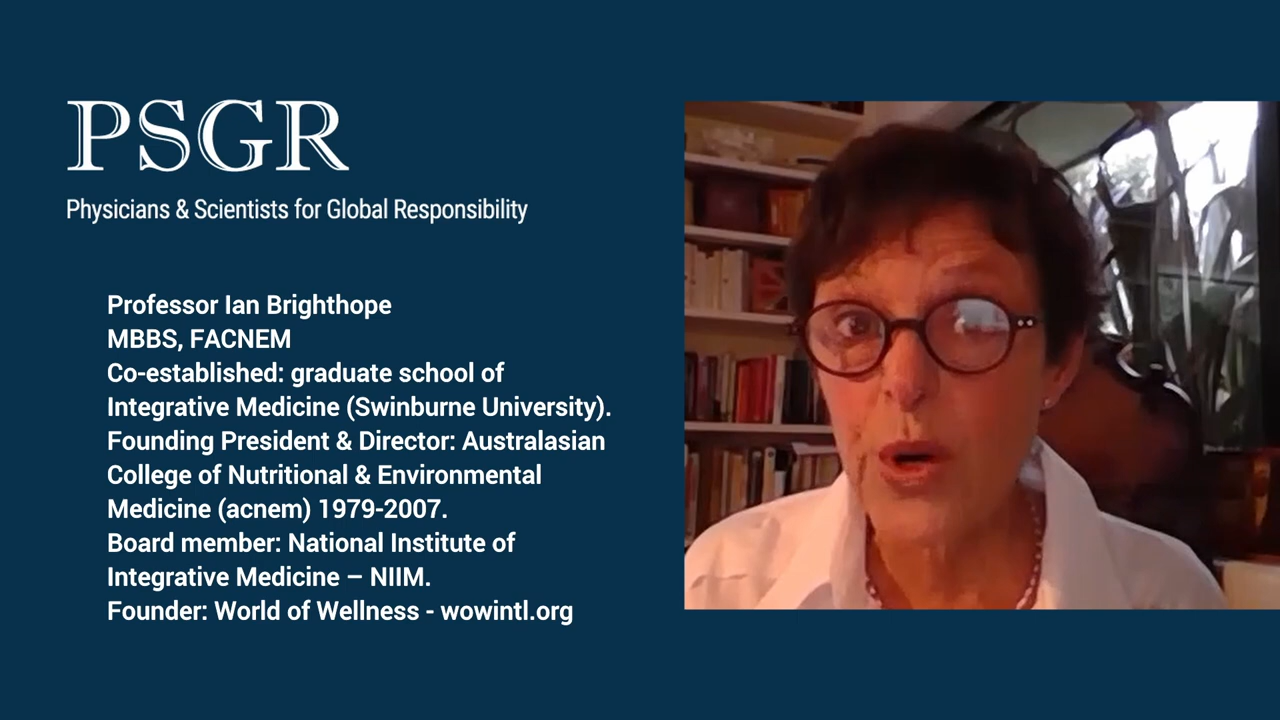 PSGR
Physicians & Scientists for Global Responsibility
Professor Ian Brighthope
MBBS, FACNEM
Co-established: graduate school of
Integrative Medicine (Swinburne University).
Founding President & Director: Australasian
College of Nutritional & Environmental
Medicine (acnem) 1979-2007.
Board member: National Institute of
Integrative Medicine – NIIM.
Founder: World of Wellness - wowintl.org